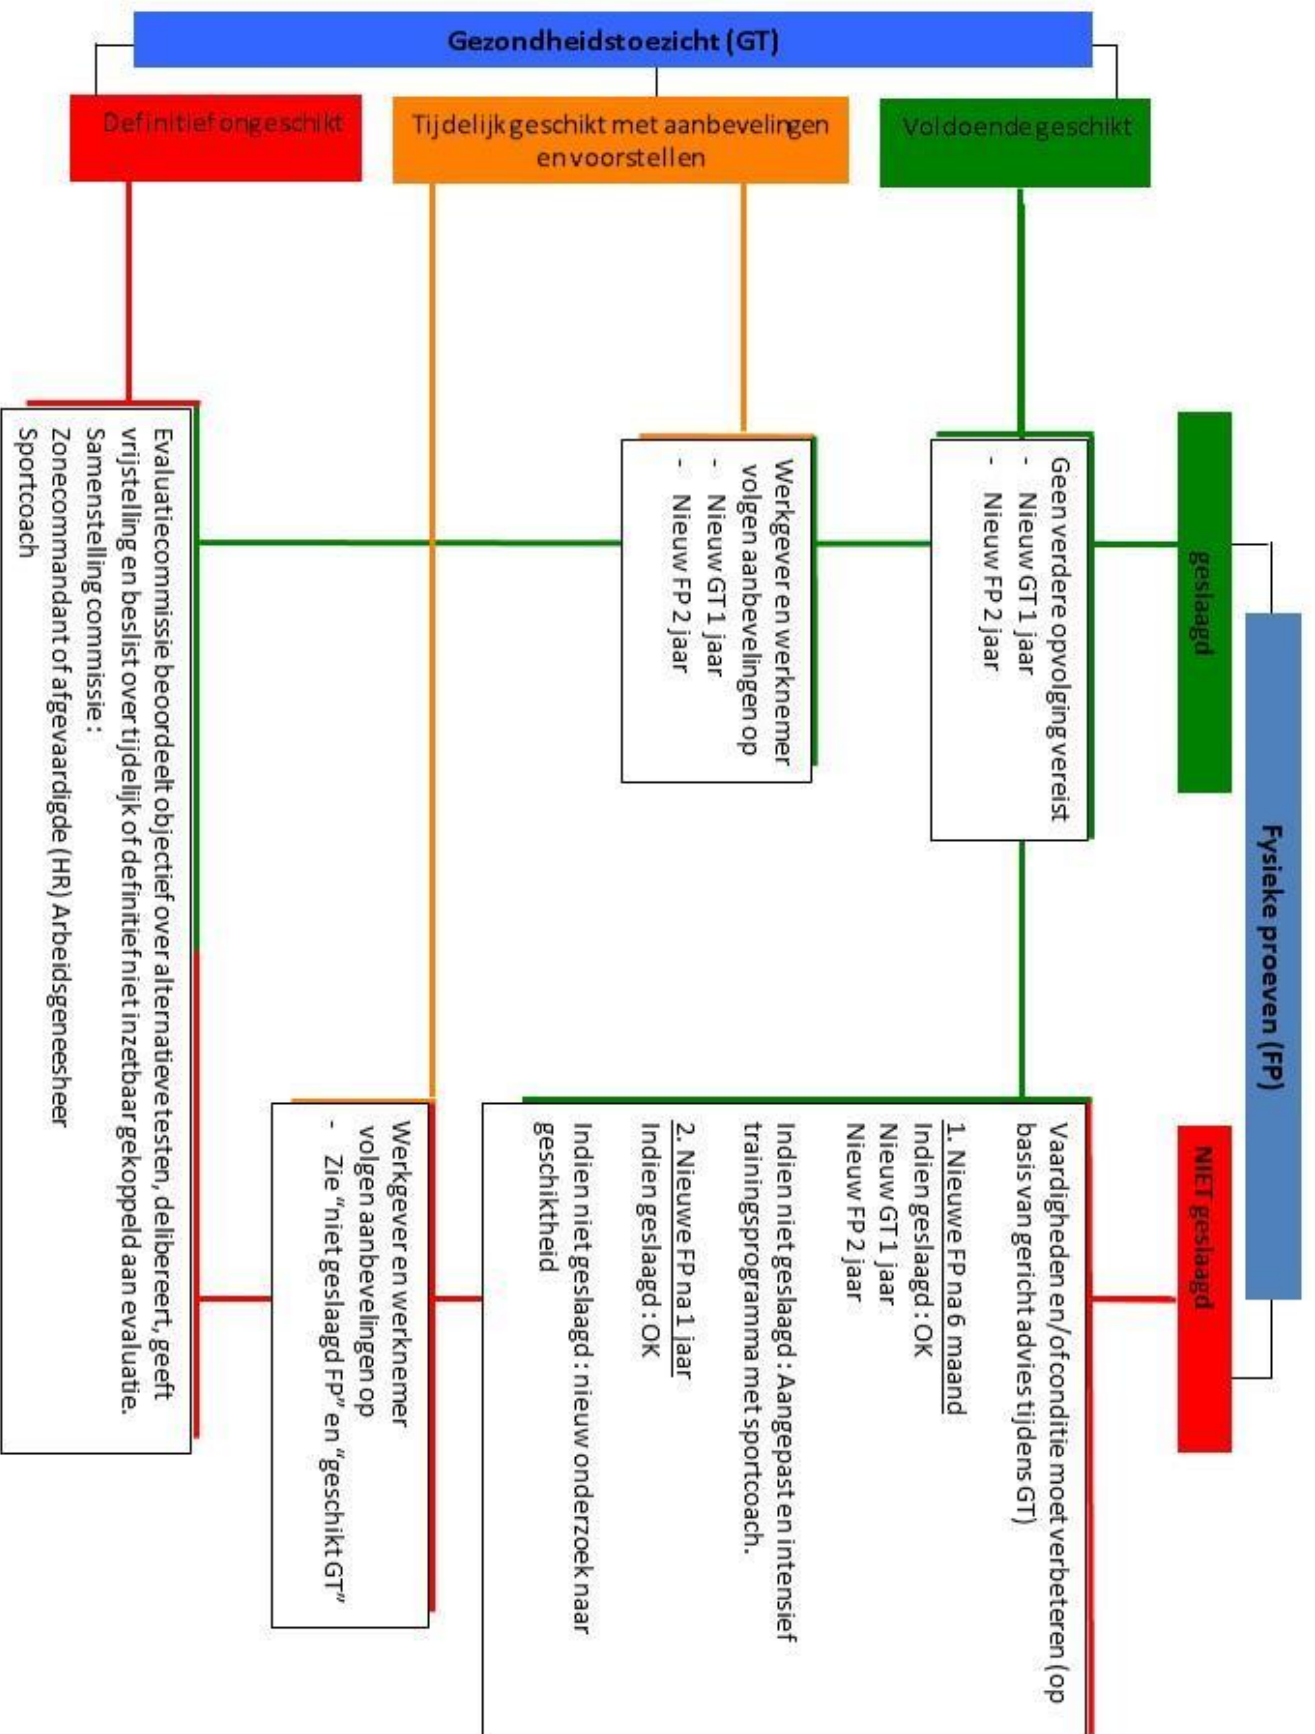 Gezondheidstoezicht (GT)
Definitief ongeschikt
Tijdelijk geschikt met aanbevelingen
en voorstellen
Voldoende geschikt
Fysieke proeven (FP)
geslaagd
NIET geslaagd
Geen verdere opvolging vereist
- Nieuw GT 1 jaar
- Nieuw FP 2 jaar
Vaardigheden en/of conditie moet verbeteren (op
basis van gericht advies tijdens GT)
1. Nieuwe FP na 6 maand
Indien geslaagd : OK
Nieuw GT 1 jaar
Nieuw FP 2 jaar
Indien niet geslaagd : Aangepast en intensief
trainingsprogramma met sportcoach.
2. Nieuwe FP na 1 jaar
Indien geslaagd : OK
Indien niet geslaagd : nieuw onderzoek naar
geschiktheid
Werkgever en werknemer
volgen aanbevelingen op
- Nieuw GT 1 jaar
- Nieuw FP 2 jaar
Werkgever en werknemer
volgen aanbevelingen op
- Zie “niet geslaagd FP” en “geschikt GT”
Evaluatiecommissie beoordeelt objectief over alternatieve testen, delibereert, geeft
vrijstelling en beslist over tijdelijk of definitief niet inzetbaar gekoppeld aan evaluatie.
Samenstelling commissie :
Zonecommandant of afgevaardigde (HR) Arbeidsgeneesheer
Sportcoach